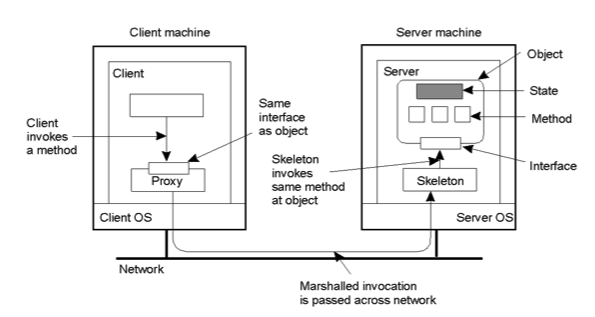 Client machine
Server machine
Object
Client
Server
State
Same
interface
as object
Client
invokes
a method
Method
Skeleton
invokes
same method
at object
Interface
Proxy
Skeleton
Client OS
Server OS
Network
Marshalled invocation
is passed across network